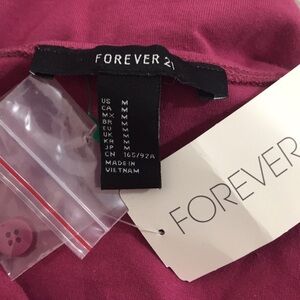 FOREVER 21
US M
CA M
MX M
BR M
EU M
UK M
KR M
JP M
CN 165/92A
MADE IN
VIETNAM
FOREVER